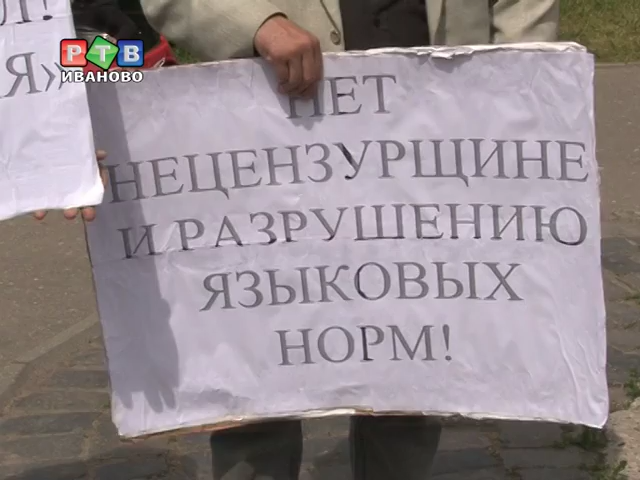 Л!
Я»
РТВ
ИВАНОВО
НЕТ
НЕЦЕНЗУРЩИНЕ
И РАЗРУШЕНИЮ
ЯЗЫКОВЫХ
НОРМ!